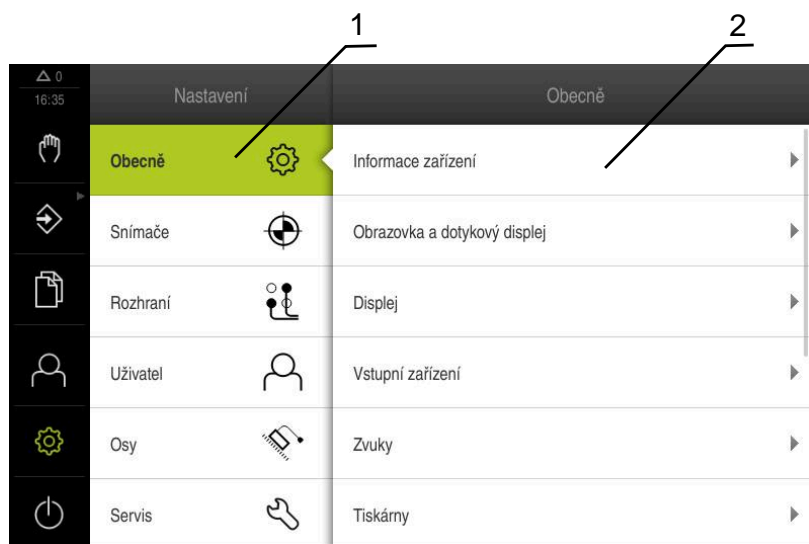 1
2
△ 0
16:35
Nastavení
Obecně
Obecně
Snímače
Rozhraní
Uživatel
Osy
Servis
Informace zařízení
Obrazovka a dotykový displej
Displej
Vstupní zařízení
Zvuky
Tiskárny